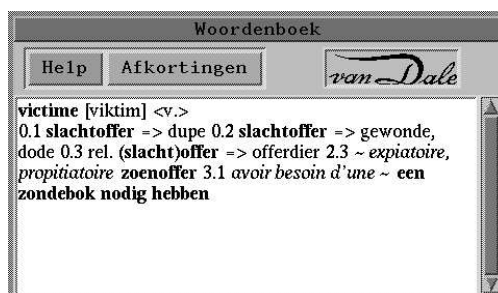 Woordenboek
Help Afkortingen van Dale
victime [viktim] <v.>
0.1 slachtoffer => dupe 0.2 slachtoffer => gewonde,
dode 0.3 rel. (slacht)offer => offerdier 2.3 ~ expiatoire,
propitiatoire zoenoffer 3.1 avoir besoin d'une ~ een
zondebok nodig hebben